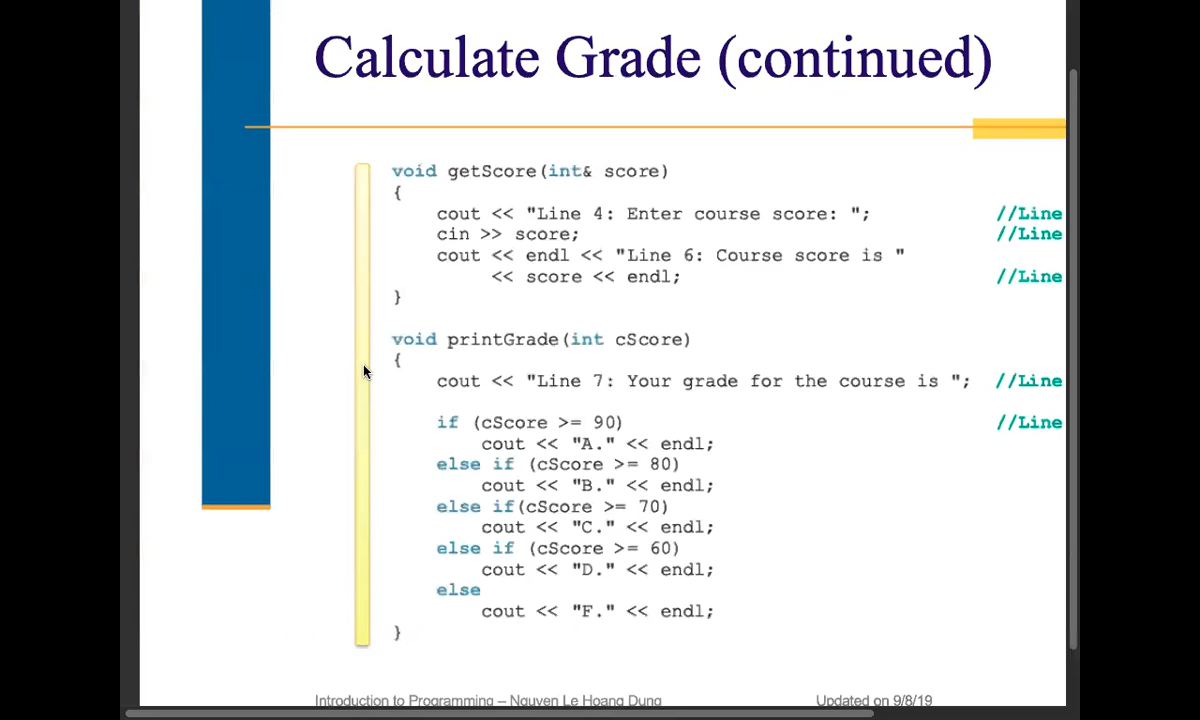 Calculate Grade (continued)
void getScore(int& score)
{
cout << "Line 4: Enter course score: "; //Line
cin >> score; //Line
cout << endl << "Line 6: Course score is "
<< score << endl; //Line
}
void printGrade(int cScore)
{
cout << "Line 7: Your grade for the course is "; //Line
if (cScore >= 90) //Line
cout << "A." << endl;
else if (cScore >= 80)
cout << "B." << endl;
else if(cScore >= 70)
cout << "C." << endl;
else if (cScore >= 60)
cout << "D." << endl;
else
cout << "F." << endl;
}
Introduction to Programming – Nguyen Le Hoang Dung Updated on 9/8/19